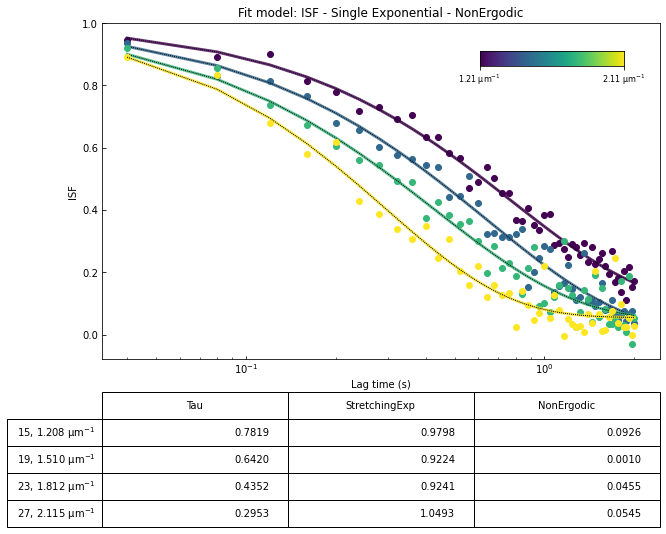 Fit model: ISF - Single Exponential - NonErgodic
1.0
0.8
0.6
0.4
0.2
0.0
ISF
1.21 μm⁻¹
2.11 μm⁻¹
10⁻¹
10⁰
Lag time (s)
Tau StretchingExp NonErgodic
15, 1.208 μm⁻¹ 0.7819 0.9798 0.0926
19, 1.510 μm⁻¹ 0.6420 0.9224 0.0010
23, 1.812 μm⁻¹ 0.4352 0.9241 0.0455
27, 2.115 μm⁻¹ 0.2953 1.0493 0.0545